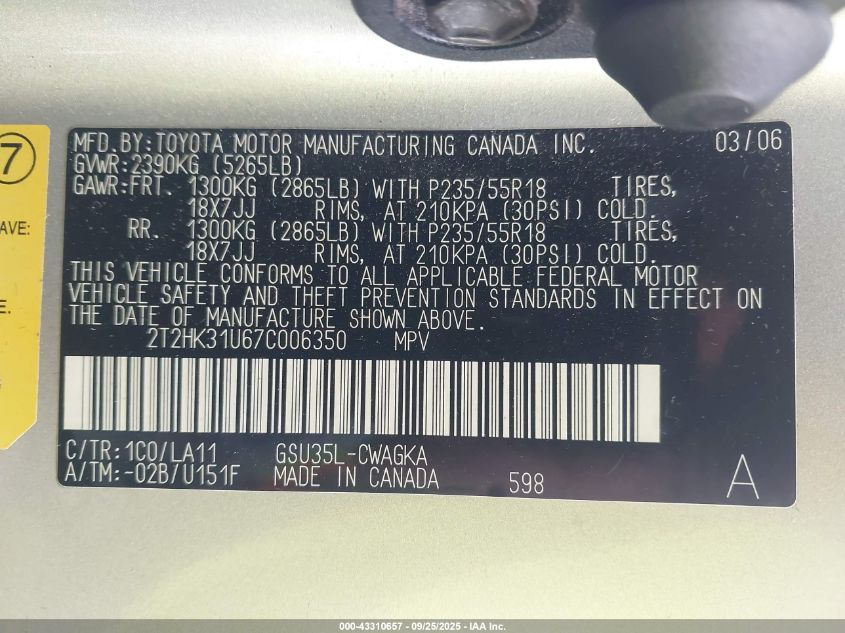 7
AVE:
E.
MFD.BY:TOYOTA MOTOR MANUFACTURING CANADA INC. 03/06
GVWR:2390KG (5265LB)
GAWR:FRT. 1300KG (2865LB) WITH P235/55R18 TIRES,
18X7JJ RIMS, AT 210KPA (30PSI) COLD.
RR. 1300KG (2865LB) WITH P235/55R18 TIRES,
18X7JJ RIMS, AT 210KPA (30PSI) COLD.
THIS VEHICLE CONFORMS TO ALL APPLICABLE FEDERAL MOTOR
VEHICLE SAFETY AND THEFT PREVENTION STANDARDS IN EFFECT ON
THE DATE OF MANUFACTURE SHOWN ABOVE.
2T2HK31U67C006350 MPV
C/TR:1C0/LA11 GSU35L-CWAGKA
A/TM:-02B/U151F MADE IN CANADA 598 A
000-43310657 - 09/25/2025 - IAA Inc.